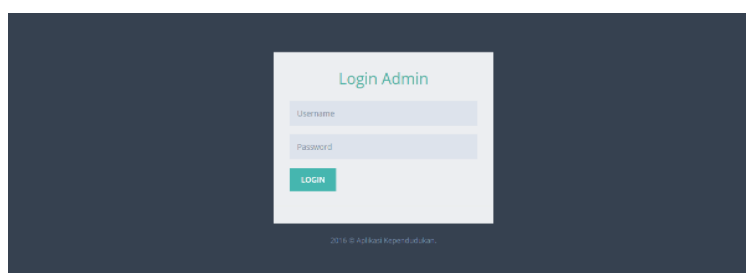 Login Admin
Username
Password
LOGIN
2016 © Aplikasi Kependudukan.